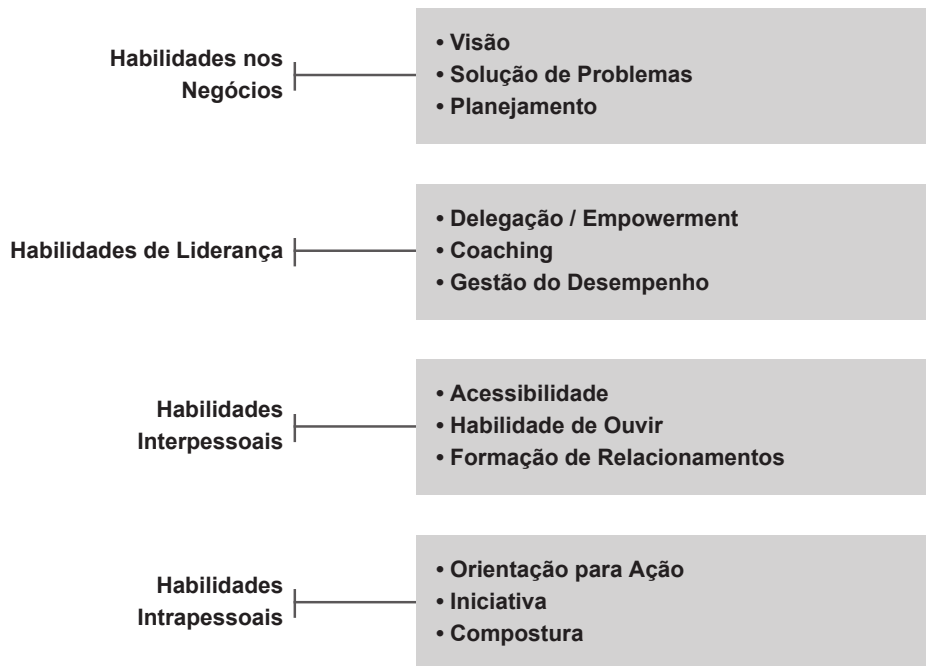 Habilidades nos
Negócios
• Visão
• Solução de Problemas
• Planejamento
Habilidades de Liderança
• Delegação / Empowerment
• Coaching
• Gestão do Desempenho
Habilidades
Interpessoais
• Acessibilidade
• Habilidade de Ouvir
• Formação de Relacionamentos
Habilidades
Intrapessoais
• Orientação para Ação
• Iniciativa
• Compostura